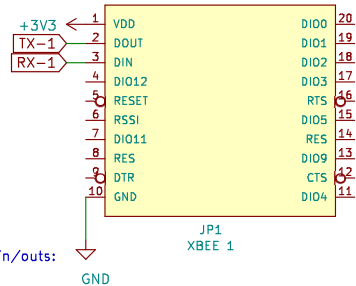 +3V3
1 VDD DIO0 20
TX-1 2 DOUT DIO1 19
RX-1 3 DIN DIO2 18
4 DIO12 DIO3 17
5 RESET RTS 16
6 RSSI DIO5 15
7 DIO11 RES 14
8 RES DIO9 13
9 DTR CTS 12
10 GND DIO4 11
JP1
XBEE 1
n/outs:
GND